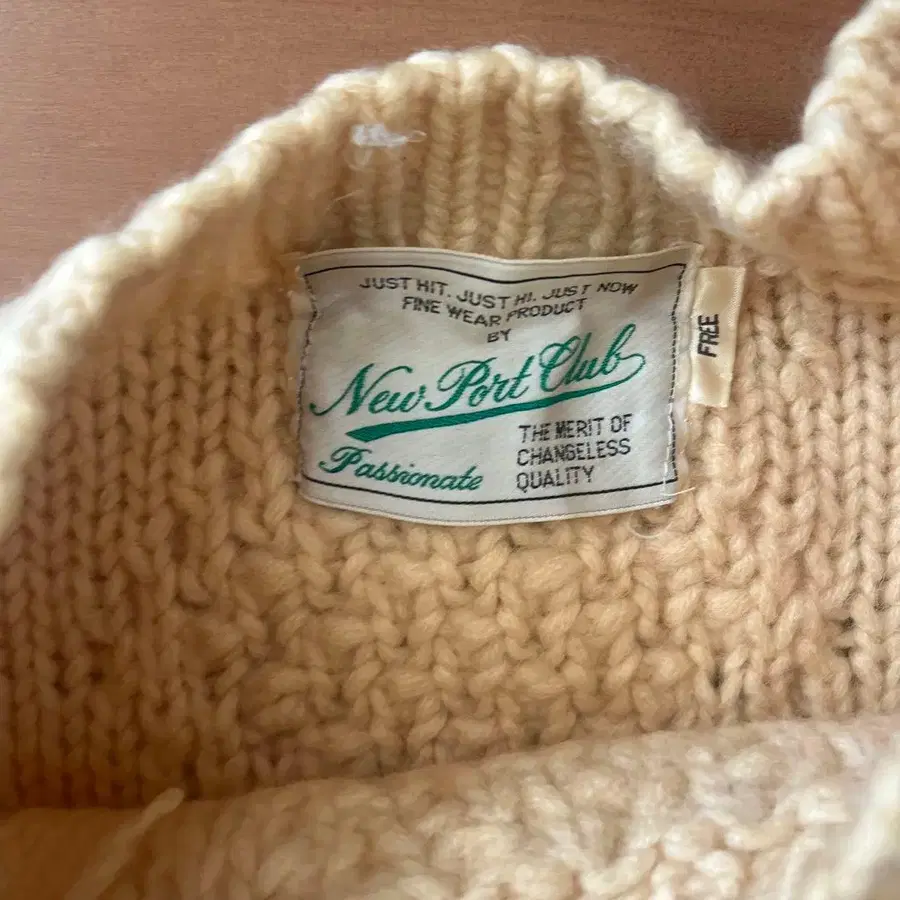 JUST HIT. JUST HI. JUST NOW
FINE WEAR PRODUCT
BY
New Port Club
Passionate
THE MERIT OF
CHANGELESS
QUALITY
FREE